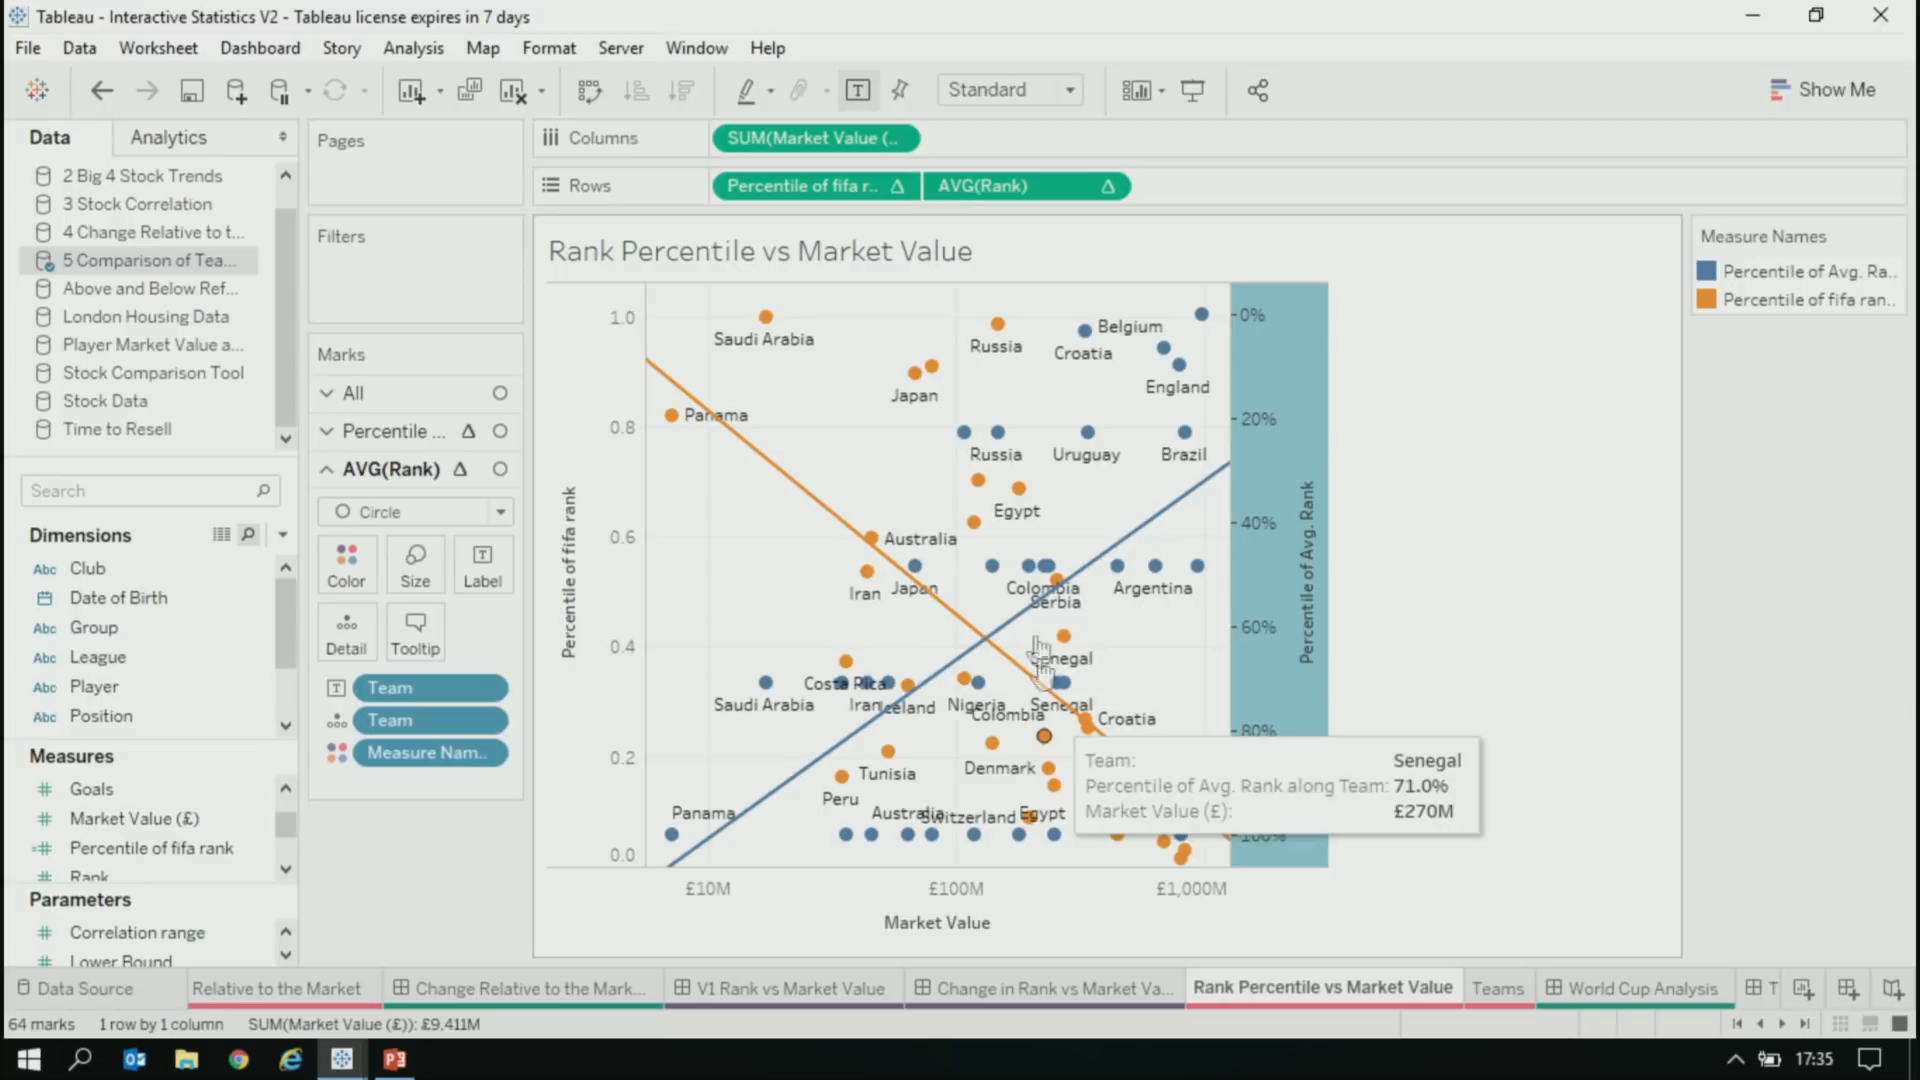 Tableau - Interactive Statistics V2 - Tableau license expires in 7 days
File Data Worksheet Dashboard Story Analysis Map Format Server Window Help
Standard
Show Me
Data
Analytics
2 Big 4 Stock Trends
3 Stock Correlation
4 Change Relative to t...
5 Comparison of Tea...
Above and Below Ref...
London Housing Data
Player Market Value a...
Stock Comparison Tool
Stock Data
Time to Resell
Search
Dimensions
Abc Club
Date of Birth
Abc Group
Abc League
Abc Player
Abc Position
Measures
# Goals
# Market Value (£)
=# Percentile of fifa rank
# Rank
Parameters
# Correlation range
# Lower Bound
Pages
Filters
Marks
All
Percentile ... Δ
AVG(Rank) Δ
Circle
Color
Size
Label
Detail
Tooltip
Team
Team
Measure Nam..
Columns
SUM(Market Value (..
Rows
Percentile of fifa r.. Δ
AVG(Rank) Δ
Rank Percentile vs Market Value
Percentile of fifa rank
1.0
0.8
0.6
0.4
0.2
0.0
Saudi Arabia
Russia
Belgium
Croatia
England
Japan
Panama
Russia
Uruguay
Brazil
Egypt
Australia
Iran
Japan
Colombia
Serbia
Argentina
Senegal
Costa Rica
Saudi Arabia
Iran
Iceland
Nigeria
Colombia
Senegal
Croatia
Tunisia
Denmark
Peru
Panama
Australia
Switzerland
Egypt
0%
20%
40%
60%
80%
100%
Percentile of Avg. Rank
Team: Senegal
Percentile of Avg. Rank along Team: 71.0%
Market Value (£): £270M
£10M
£100M
£1,000M
Market Value
Measure Names
Percentile of Avg. Ra..
Percentile of fifa ran..
Data Source
Relative to the Market
Change Relative to the Mark...
V1 Rank vs Market Value
Change in Rank vs Market Va...
Rank Percentile vs Market Value
Teams
World Cup Analysis
T
64 marks 1 row by 1 column SUM(Market Value (£)): £9.411M
17:35